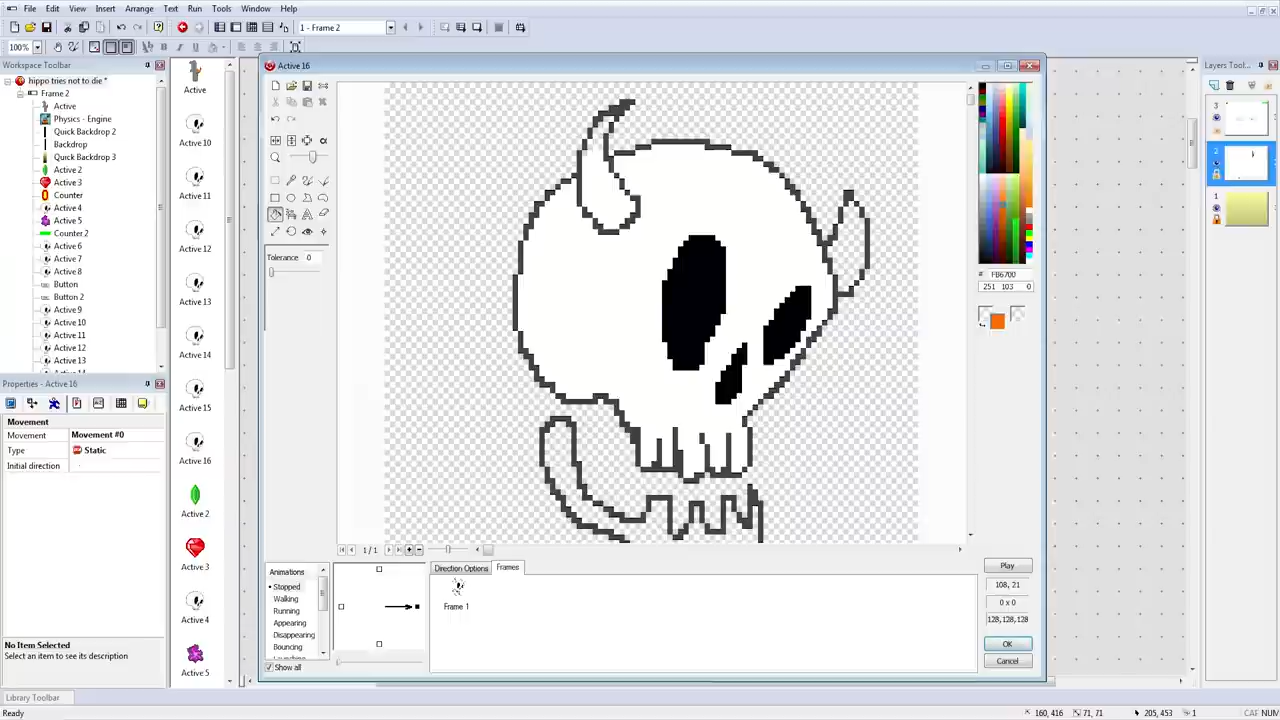 File Edit View Insert Arrange Text Run Tools Window Help
1 - Frame 2
100%
Workspace Toolbar
hippo tries not to die *
Frame 2
Active
Physics - Engine
Quick Backdrop 2
Backdrop
Quick Backdrop 3
Active 2
Active 3
Counter
Active 4
Active 5
Counter 2
Active 6
Active 7
Active 8
Button
Button 2
Active 9
Active 10
Active 11
Active 12
Active 13
Properties - Active 16
Movement
Movement Movement #0
Type Static
Initial direction
No Item Selected
Select an item to see its description
Library Toolbar
Ready
Active
Active 10
Active 11
Active 12
Active 13
Active 14
Active 15
Active 16
Active 2
Active 3
Active 4
Active 5
Active 16
Tolerance 0
1 / 1
Animations
Stopped
Walking
Running
Appearing
Disappearing
Bouncing
Show all
Direction Options Frames
Frame 1
# FB6700
251 103 0
Play
108, 21
0 x 0
128,128,128
OK
Cancel
Layers Tool...
3
2
1
160, 416 71, 71 205, 453 1 CAF NUM